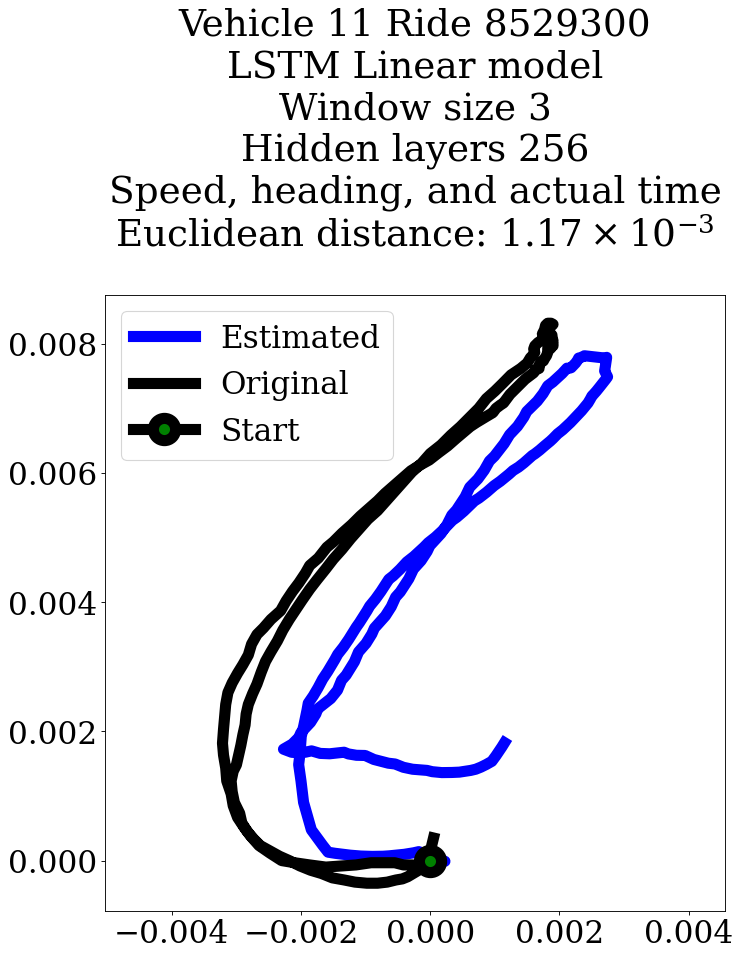 Vehicle 11 Ride 8529300
LSTM Linear model
Window size 3
Hidden layers 256
Speed, heading, and actual time
Euclidean distance: 1.17 × 10⁻³
Estimated
Original
Start
0.008
0.006
0.004
0.002
0.000
−0.004 −0.002 0.000 0.002 0.004